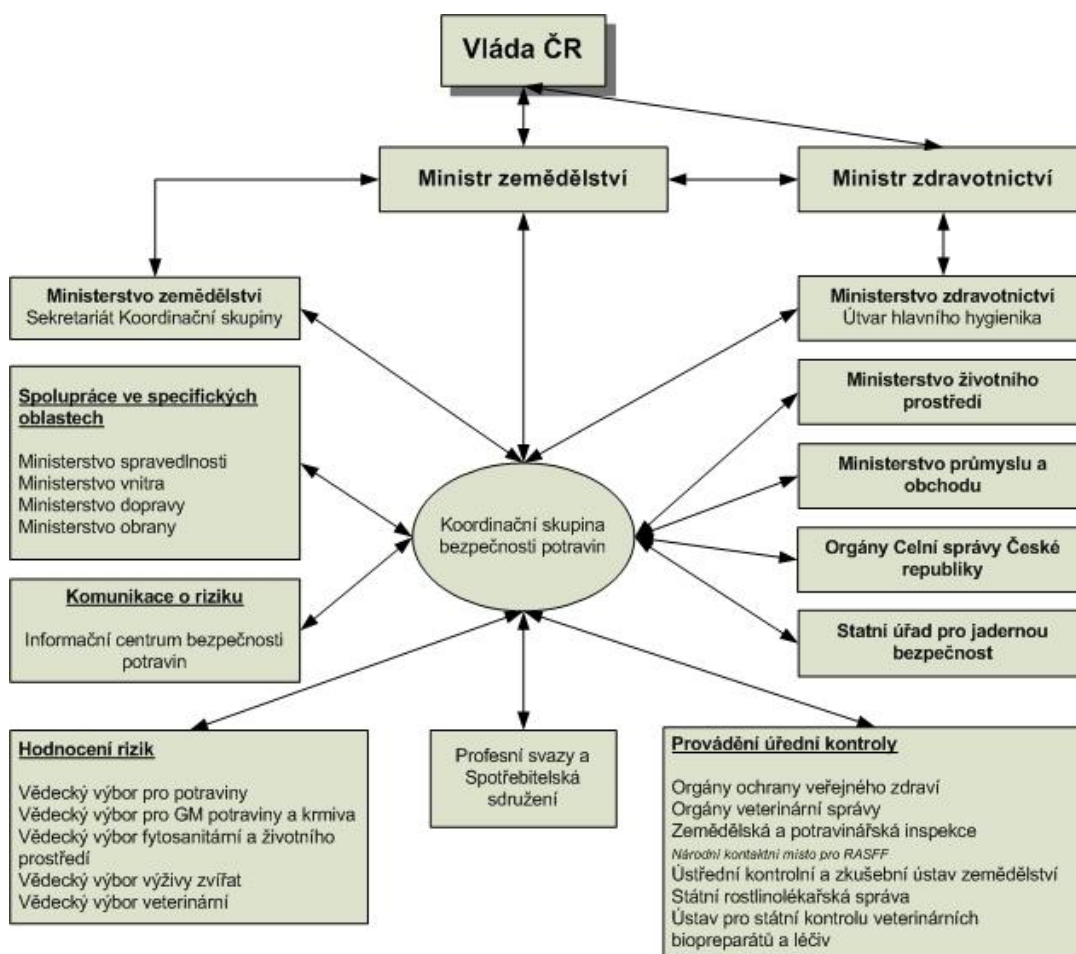 Vláda ČR
Ministr zemědělství
Ministr zdravotnictví
Ministerstvo zemědělství
Sekretariát Koordinační skupiny
Ministerstvo zdravotnictví
Útvar hlavního hygienika
Spolupráce ve specifických
oblastech
Ministerstvo spravedlnosti
Ministerstvo vnitra
Ministerstvo dopravy
Ministerstvo obrany
Ministerstvo životního
prostředí
Ministerstvo průmyslu a
obchodu
Koordinační skupina
bezpečnosti potravin
Orgány Celní správy České
republiky
Komunikace o riziku
Informační centrum bezpečnosti
potravin
Statní úřad pro jadernou
bezpečnost
Hodnocení rizik
Vědecký výbor pro potraviny
Vědecký výbor pro GM potraviny a krmiva
Vědecký výbor fytosanitární a životního
prostředí
Vědecký výbor výživy zvířat
Vědecký výbor veterinární
Profesní svazy a
Spotřebitelská
sdružení
Provádění úřední kontroly
Orgány ochrany veřejného zdraví
Orgány veterinární správy
Zemědělská a potravinářská inspekce
Národní kontaktní místo pro RASFF
Ústřední kontrolní a zkušební ústav zemědělství
Státní rostlinolékařská správa
Ústav pro státní kontrolu veterinárních
biopreparátů a léčiv